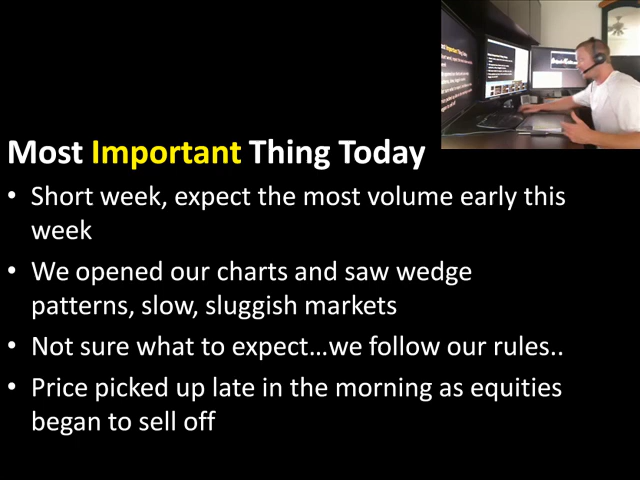 Most Important Thing Today
• Short week, expect the most volume early this
week
• We opened our charts and saw wedge
patterns, slow, sluggish markets
• Not sure what to expect…we follow our rules..
• Price picked up late in the morning as equities
began to sell off